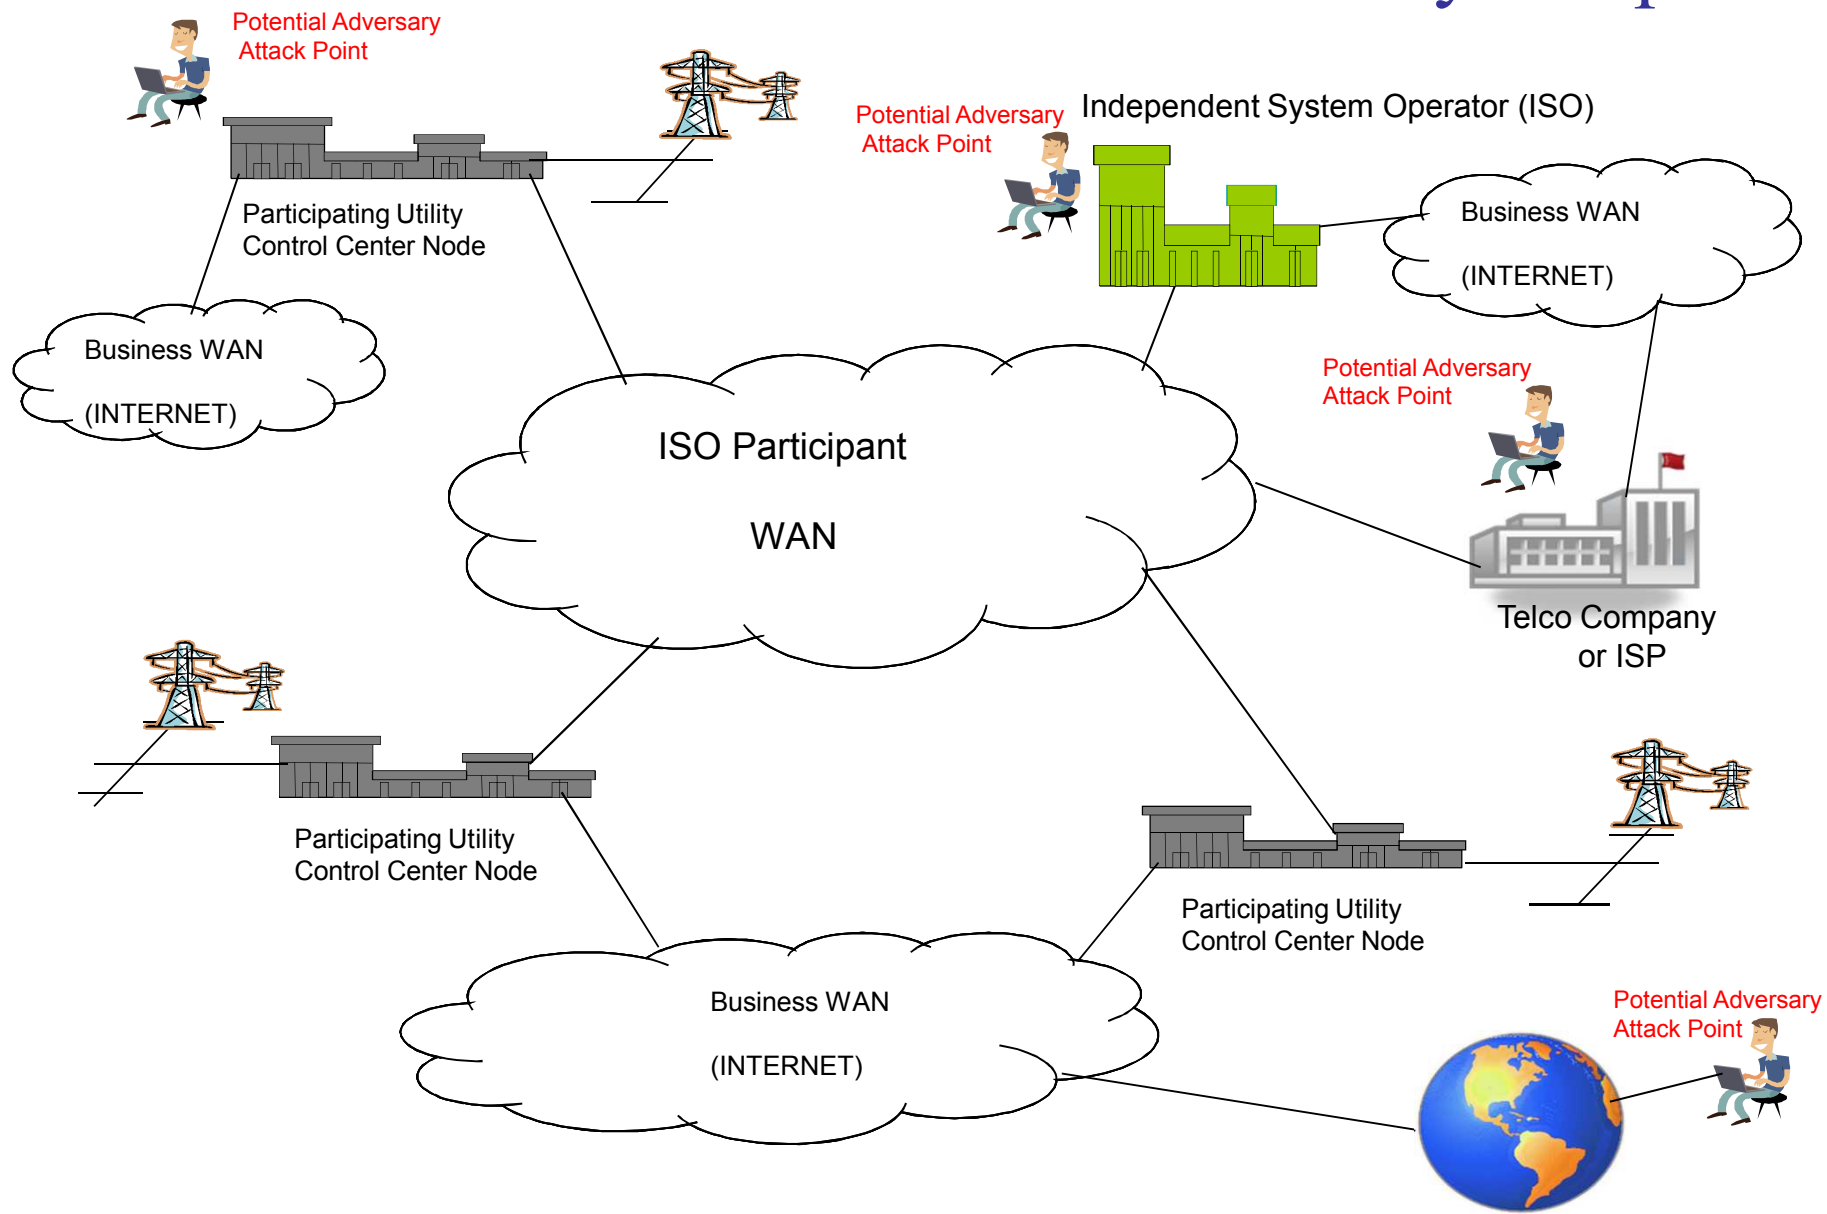 Potential Adversary
Attack Point
Participating Utility
Control Center Node
Business WAN
(INTERNET)
Potential Adversary
Attack Point
Independent System Operator (ISO)
Business WAN
(INTERNET)
Potential Adversary
Attack Point
Telco Company
or ISP
ISO Participant
WAN
Participating Utility
Control Center Node
Participating Utility
Control Center Node
Business WAN
(INTERNET)
Potential Adversary
Attack Point